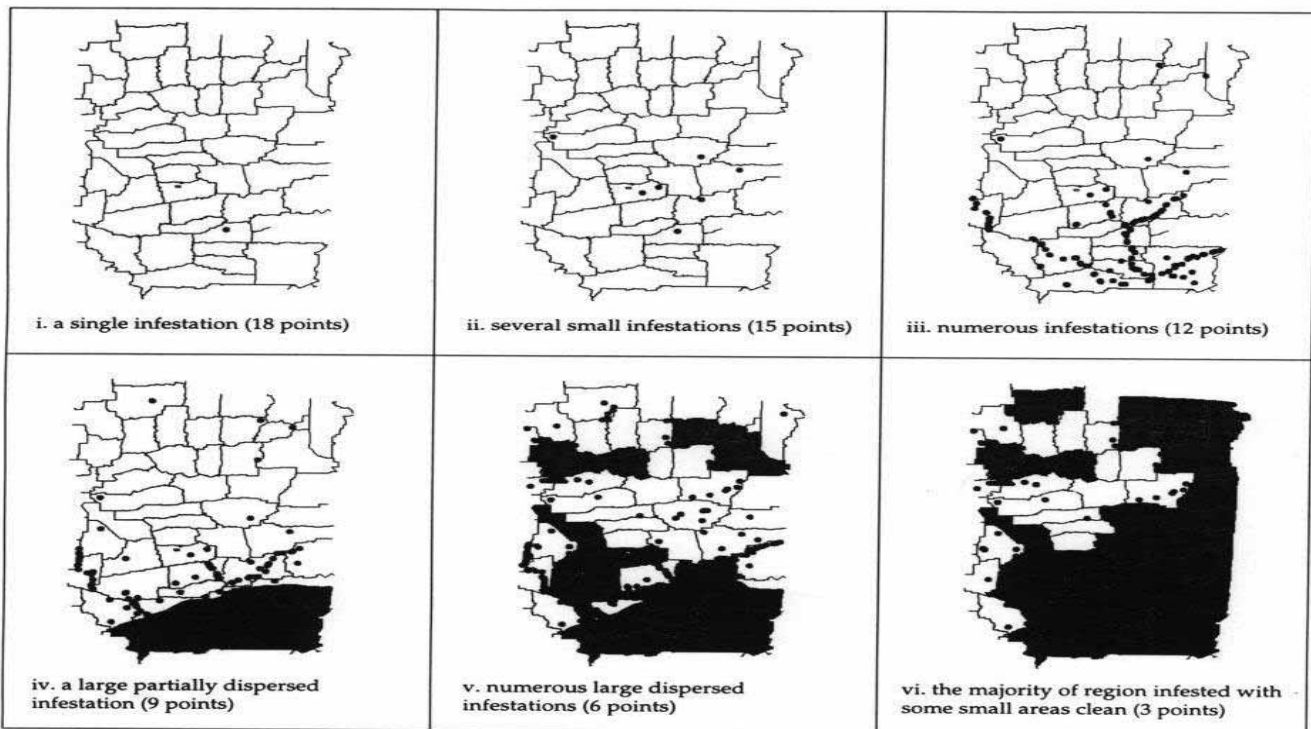 i. a single infestation (18 points)
ii. several small infestations (15 points)
iii. numerous infestations (12 points)
iv. a large partially dispersed
infestation (9 points)
v. numerous large dispersed
infestations (6 points)
vi. the majority of region infested with
some small areas clean (3 points)